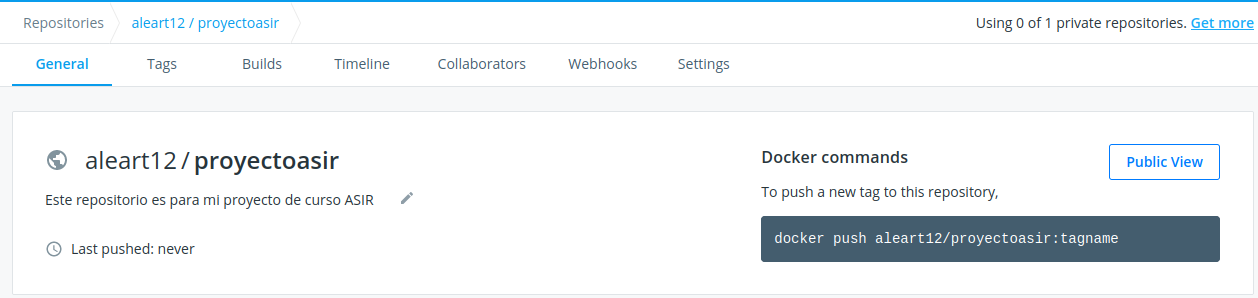 Repositories aleart12 / proyectoasir Using 0 of 1 private repositories. Get more
General Tags Builds Timeline Collaborators Webhooks Settings
aleart12 / proyectoasir
Este repositorio es para mi proyecto de curso ASIR
Last pushed: never
Docker commands
Public View
To push a new tag to this repository,
docker push aleart12/proyectoasir:tagname